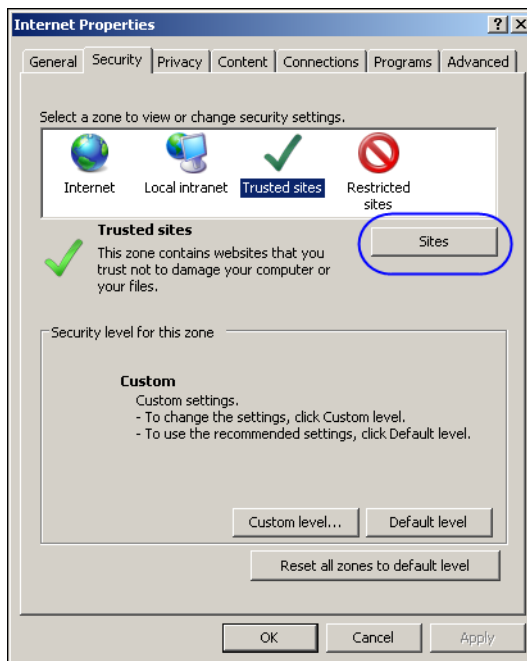 Internet Properties
General Security Privacy Content Connections Programs Advanced
Select a zone to view or change security settings.
Internet Local intranet Trusted sites Restricted
sites
Trusted sites
Sites
This zone contains websites that you
trust not to damage your computer or
your files.
Security level for this zone
Custom
Custom settings.
- To change the settings, click Custom level.
- To use the recommended settings, click Default level.
Custom level... Default level
Reset all zones to default level
OK Cancel Apply